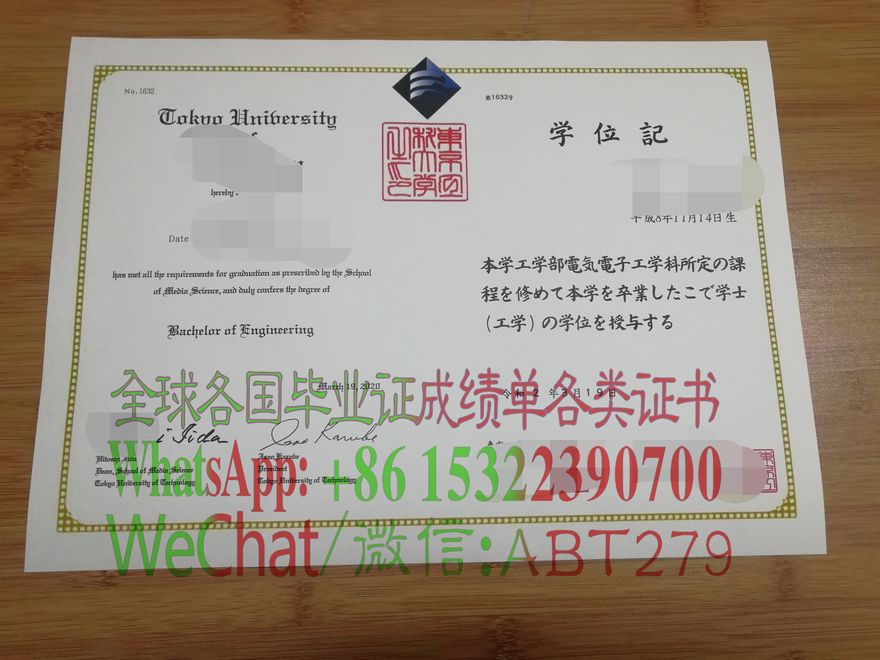 No. 1632
第1632号
Tokyo University
学位記
hereby
平成8年11月14日生
Date
has met all the requirements for graduation as prescribed by the School
of Media Science, and duly confers the degree of
Bachelor of Engineering
本学工学部電気電子工学科所定の課
程を修めて本学を卒業したこで学士
(工学)の学位を授与する
March 19, 2020
令和2年3月19日
全球各国毕业证成绩单各类证书
Dean, School of Media Science
Tokyo University of Technology
President
Tokyo University of Technology
WhatsApp: +86 15322390700
WeChat/微信:ABT279